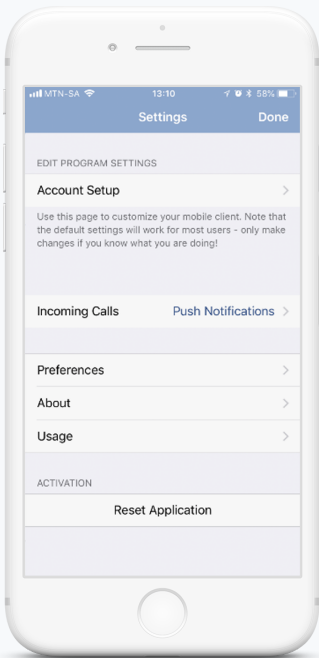 MTN-SA 13:10 58%
Settings Done
EDIT PROGRAM SETTINGS
Account Setup
Use this page to customize your mobile client. Note that
the default settings will work for most users - only make
changes if you know what you are doing!
Incoming Calls Push Notifications
Preferences
About
Usage
ACTIVATION
Reset Application